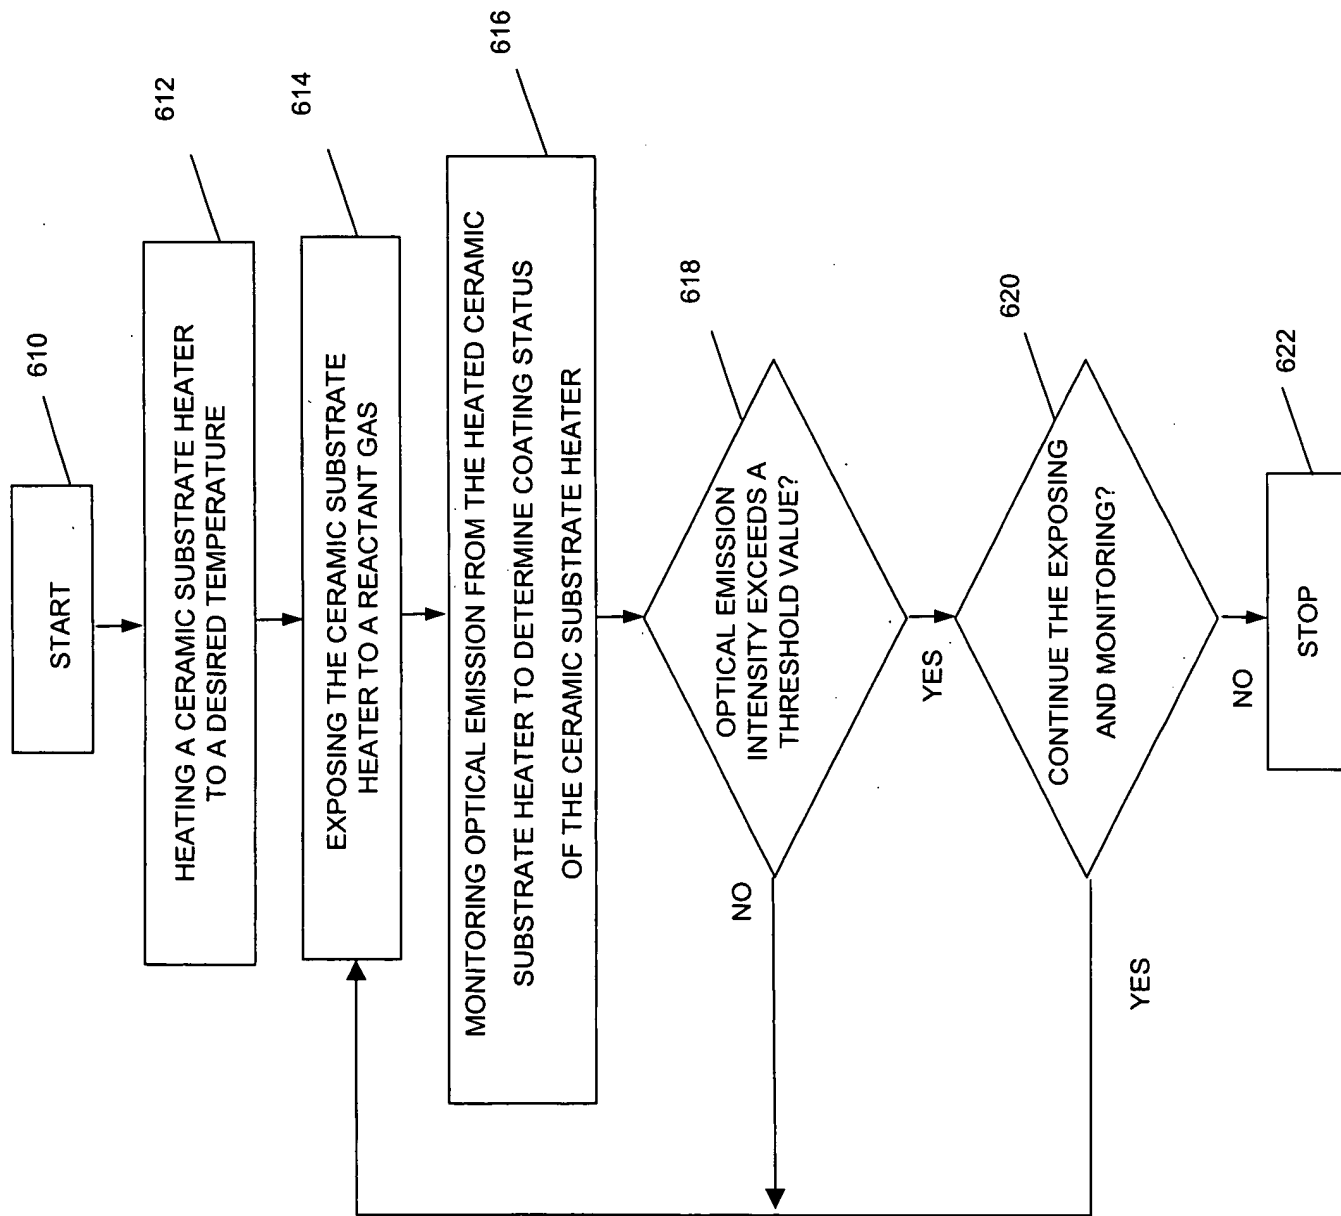 START
610
HEATING A CERAMIC SUBSTRATE HEATER
TO A DESIRED TEMPERATURE
612
EXPOSING THE CERAMIC SUBSTRATE
HEATER TO A REACTANT GAS
614
MONITORING OPTICAL EMISSION FROM THE HEATED CERAMIC
SUBSTRATE HEATER TO DETERMINE COATING STATUS
OF THE CERAMIC SUBSTRATE HEATER
616
OPTICAL EMISSION
INTENSITY EXCEEDS A
THRESHOLD VALUE?
618
NO
YES
CONTINUE THE EXPOSING
AND MONITORING?
620
YES
NO
STOP
622